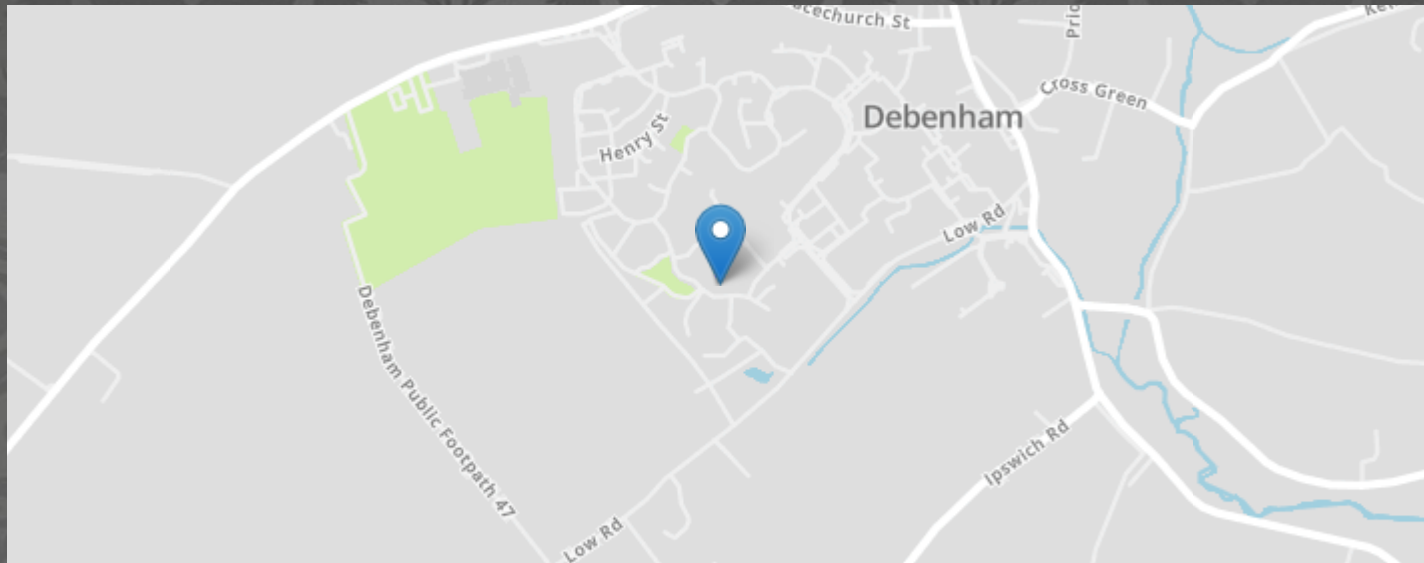 Henry St
Cross Green
Debenham
Low Rd
Debenham Public Footpath 47
Ipswich Rd
Low Rd